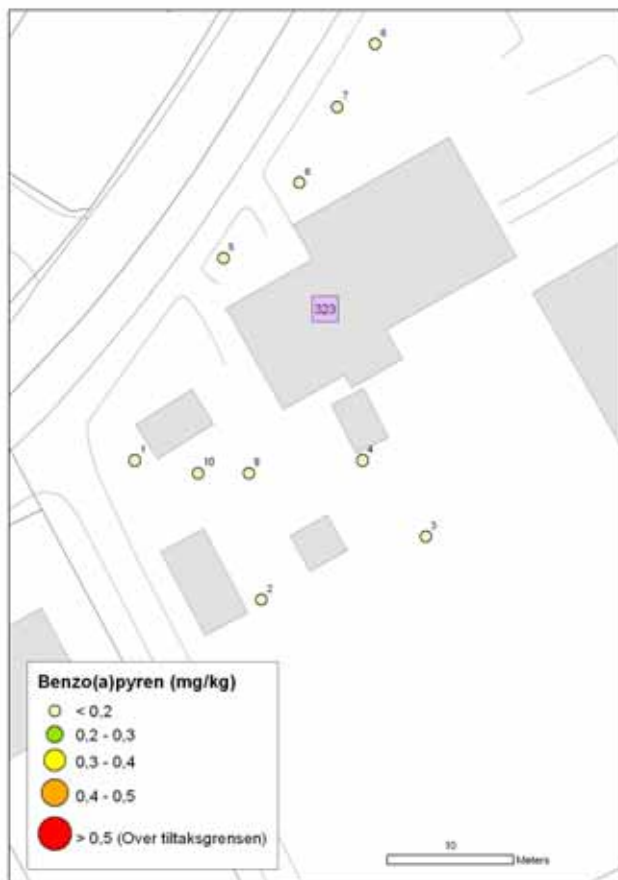 8
7
6
5
323
1
10
9
4
3
2
Benzo(a)pyren (mg/kg)
< 0,2
0,2 - 0,3
0,3 - 0,4
0,4 - 0,5
> 0,5 (Over tiltaksgrensen)
10
Meters